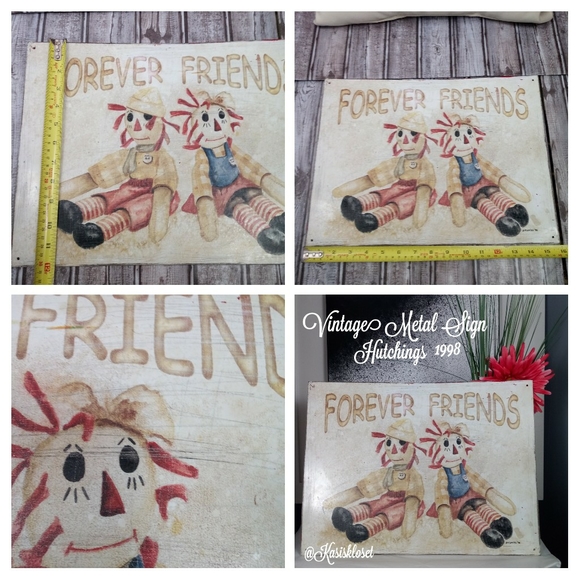 FOREVER FRIENDS
FOREVER FRIENDS
FRIEND
Vintage Metal Sign
Hutchings 1998
FOREVER FRIENDS
@Kasiskloset